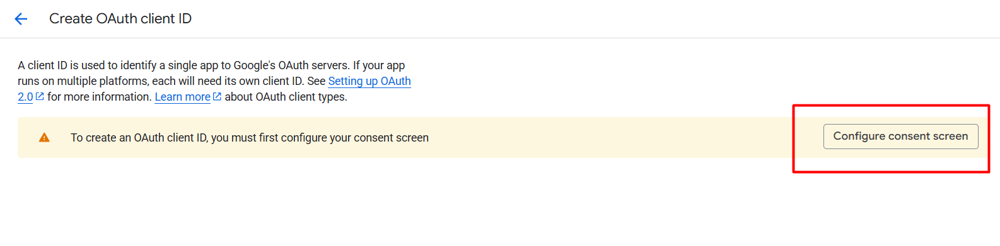 Create OAuth client ID
A client ID is used to identify a single app to Google's OAuth servers. If your app
runs on multiple platforms, each will need its own client ID. See Setting up OAuth
2.0 for more information. Learn more about OAuth client types.
To create an OAuth client ID, you must first configure your consent screen
Configure consent screen